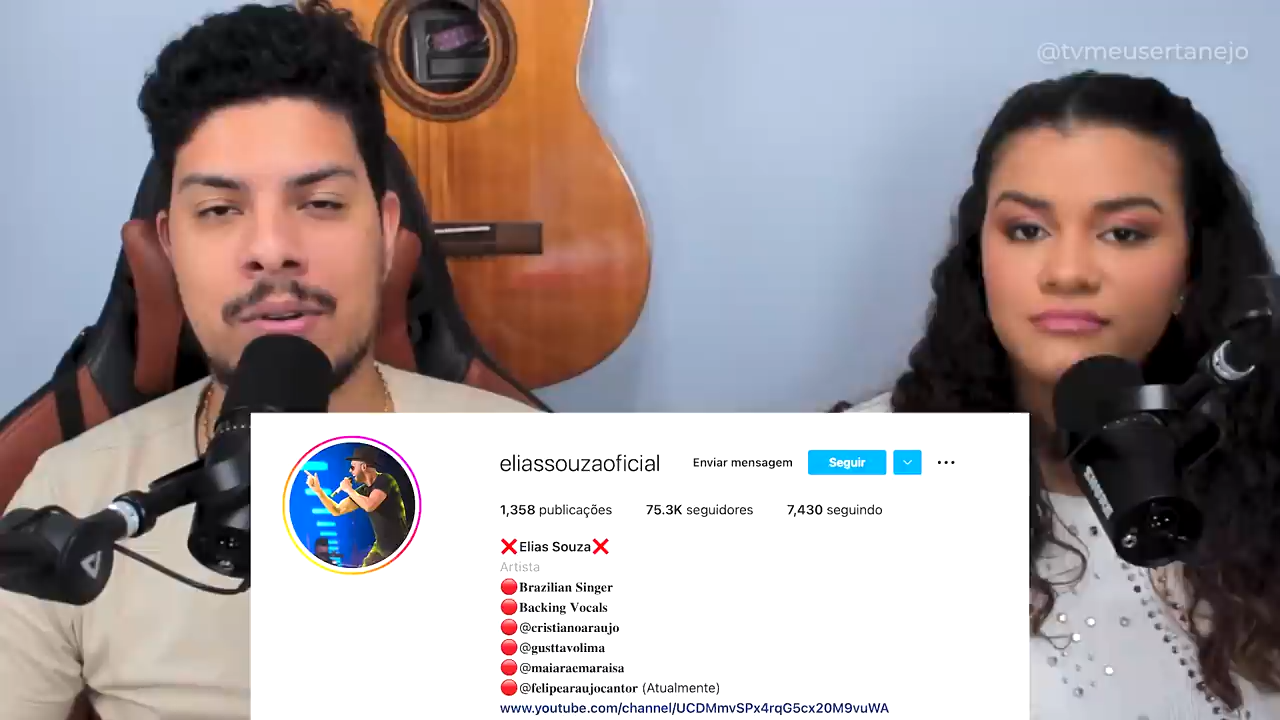 @tvmeusertanejo
eliassouzaoficial Enviar mensagem Seguir
1,358 publicações 75.3K seguidores 7,430 seguindo
❌Elias Souza❌
Artista
🔴Brazilian Singer
🔴Backing Vocals
🔴@cristianoaraujo
🔴@gusttavolima
🔴@maiaraemaraisa
🔴@felipearaujocantor (Atualmente)
www.youtube.com/channel/UCDMmvSPx4rqG5cx20M9vuWA